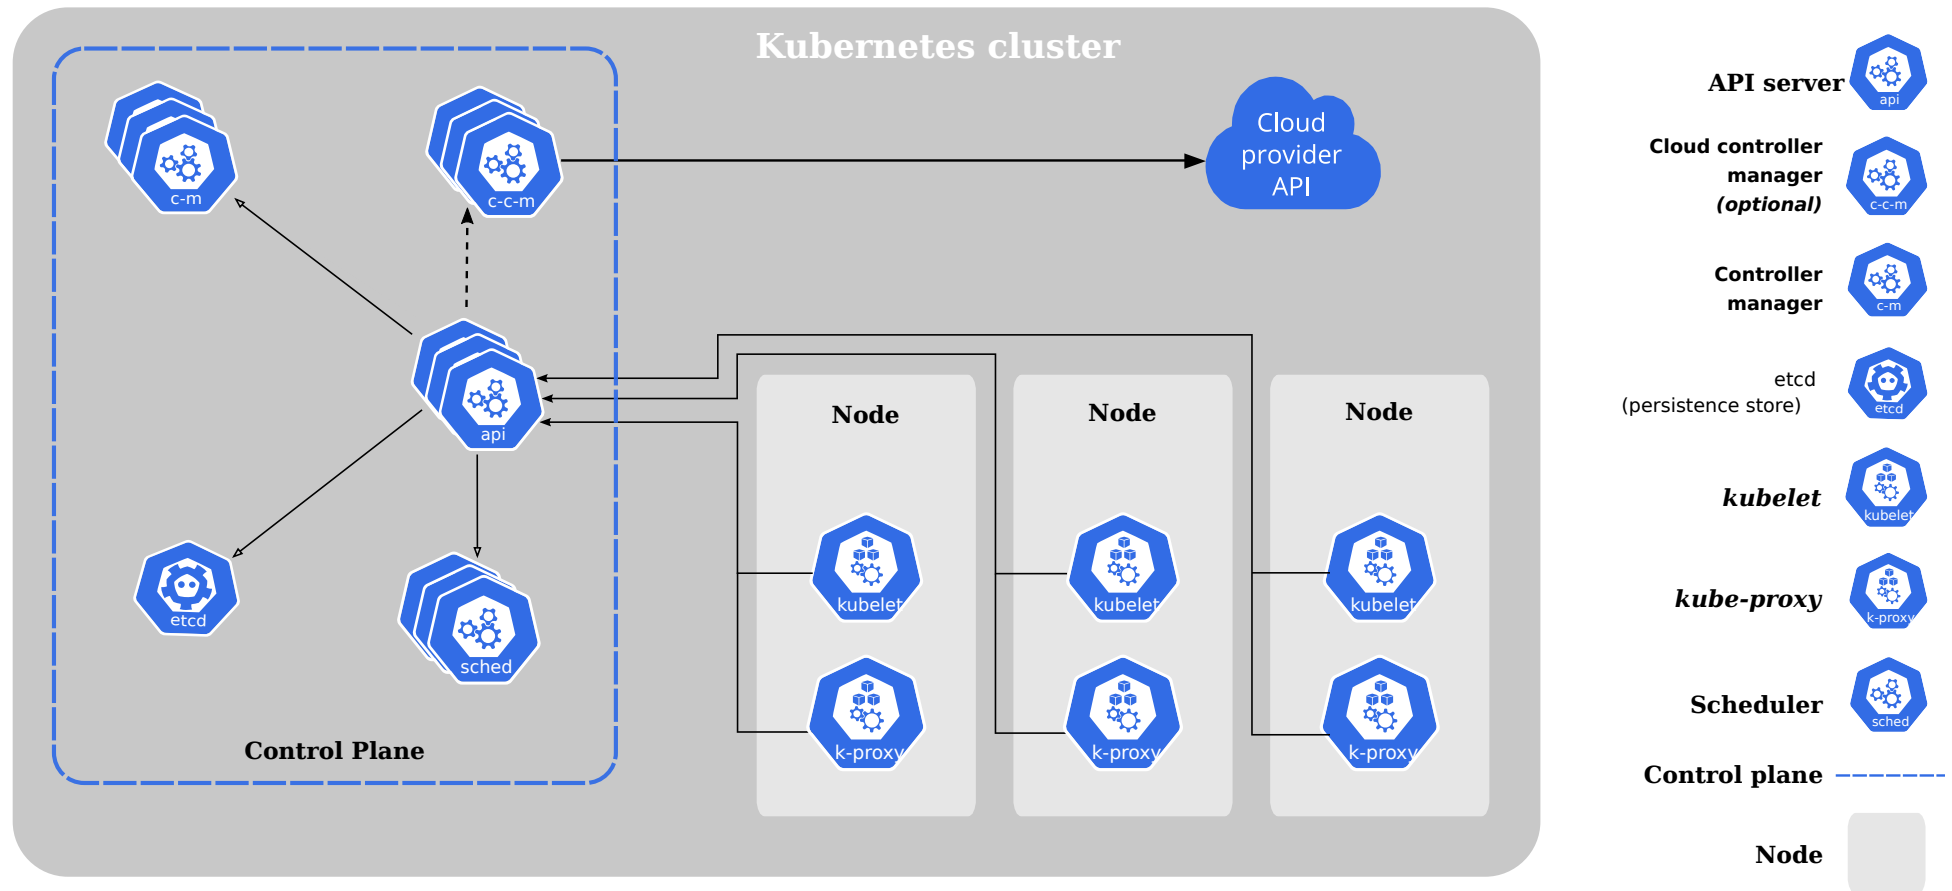 Kubernetes cluster
c-m
c-c-m
Cloud
provider
API
api
etcd
sched
Control Plane
Node
kubelet
k-proxy
Node
kubelet
k-proxy
Node
kubelet
k-proxy
API server
api
Cloud controller
manager
(optional)
c-c-m
Controller
manager
c-m
etcd
(persistence store)
etcd
kubelet
kubelet
kube-proxy
k-proxy
Scheduler
sched
Control plane
Node